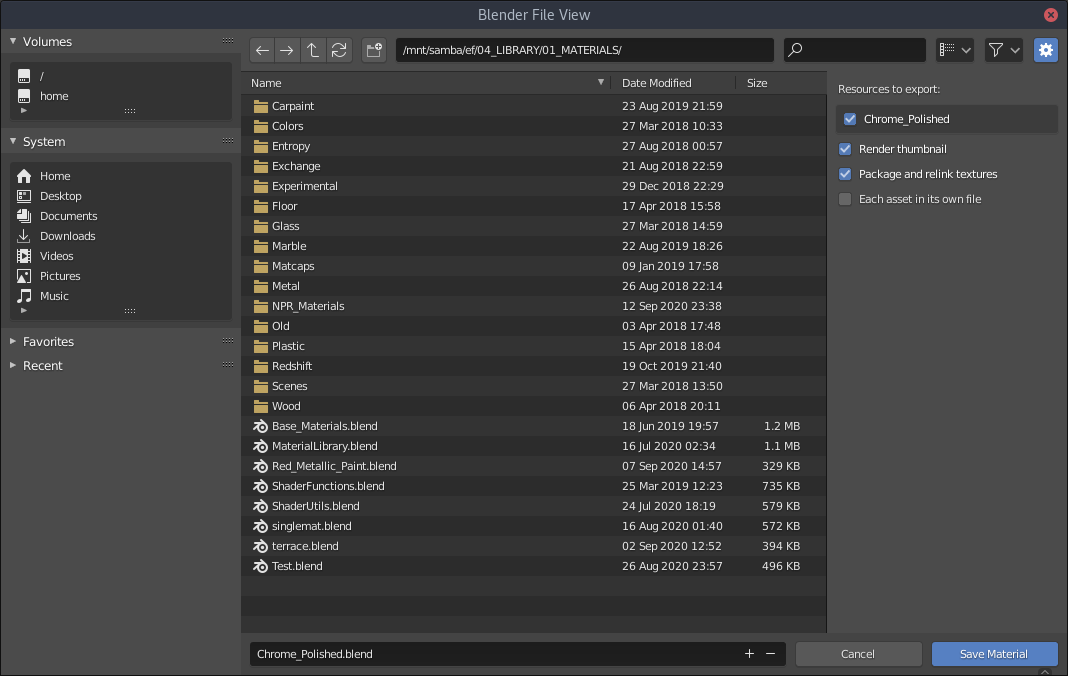 Blender File View
Volumes
/
home
System
Home
Desktop
Documents
Downloads
Videos
Pictures
Music
Favorites
Recent
/mnt/samba/ef/04_LIBRARY/01_MATERIALS/
Name Date Modified Size
Carpaint 23 Aug 2019 21:59
Colors 27 Mar 2018 10:33
Entropy 27 Aug 2018 00:57
Exchange 21 Aug 2018 22:59
Experimental 29 Dec 2018 22:29
Floor 17 Apr 2018 15:58
Glass 27 Mar 2018 14:59
Marble 22 Aug 2019 18:26
Matcaps 09 Jan 2019 17:58
Metal 26 Aug 2018 22:14
NPR_Materials 12 Sep 2020 23:38
Old 03 Apr 2018 17:48
Plastic 15 Apr 2018 18:04
Redshift 19 Oct 2019 21:40
Scenes 27 Mar 2018 13:50
Wood 06 Apr 2018 20:11
Base_Materials.blend 18 Jun 2019 19:57 1.2 MB
MaterialLibrary.blend 16 Jul 2020 02:34 1.1 MB
Red_Metallic_Paint.blend 07 Sep 2020 14:57 329 KB
ShaderFunctions.blend 25 Mar 2019 12:23 735 KB
ShaderUtils.blend 24 Jul 2020 18:19 579 KB
singlemat.blend 16 Aug 2020 01:40 572 KB
terrace.blend 02 Sep 2020 12:52 394 KB
Test.blend 26 Aug 2020 23:57 496 KB
Resources to export:
Chrome_Polished
Render thumbnail
Package and relink textures
Each asset in its own file
Chrome_Polished.blend + −
Cancel
Save Material